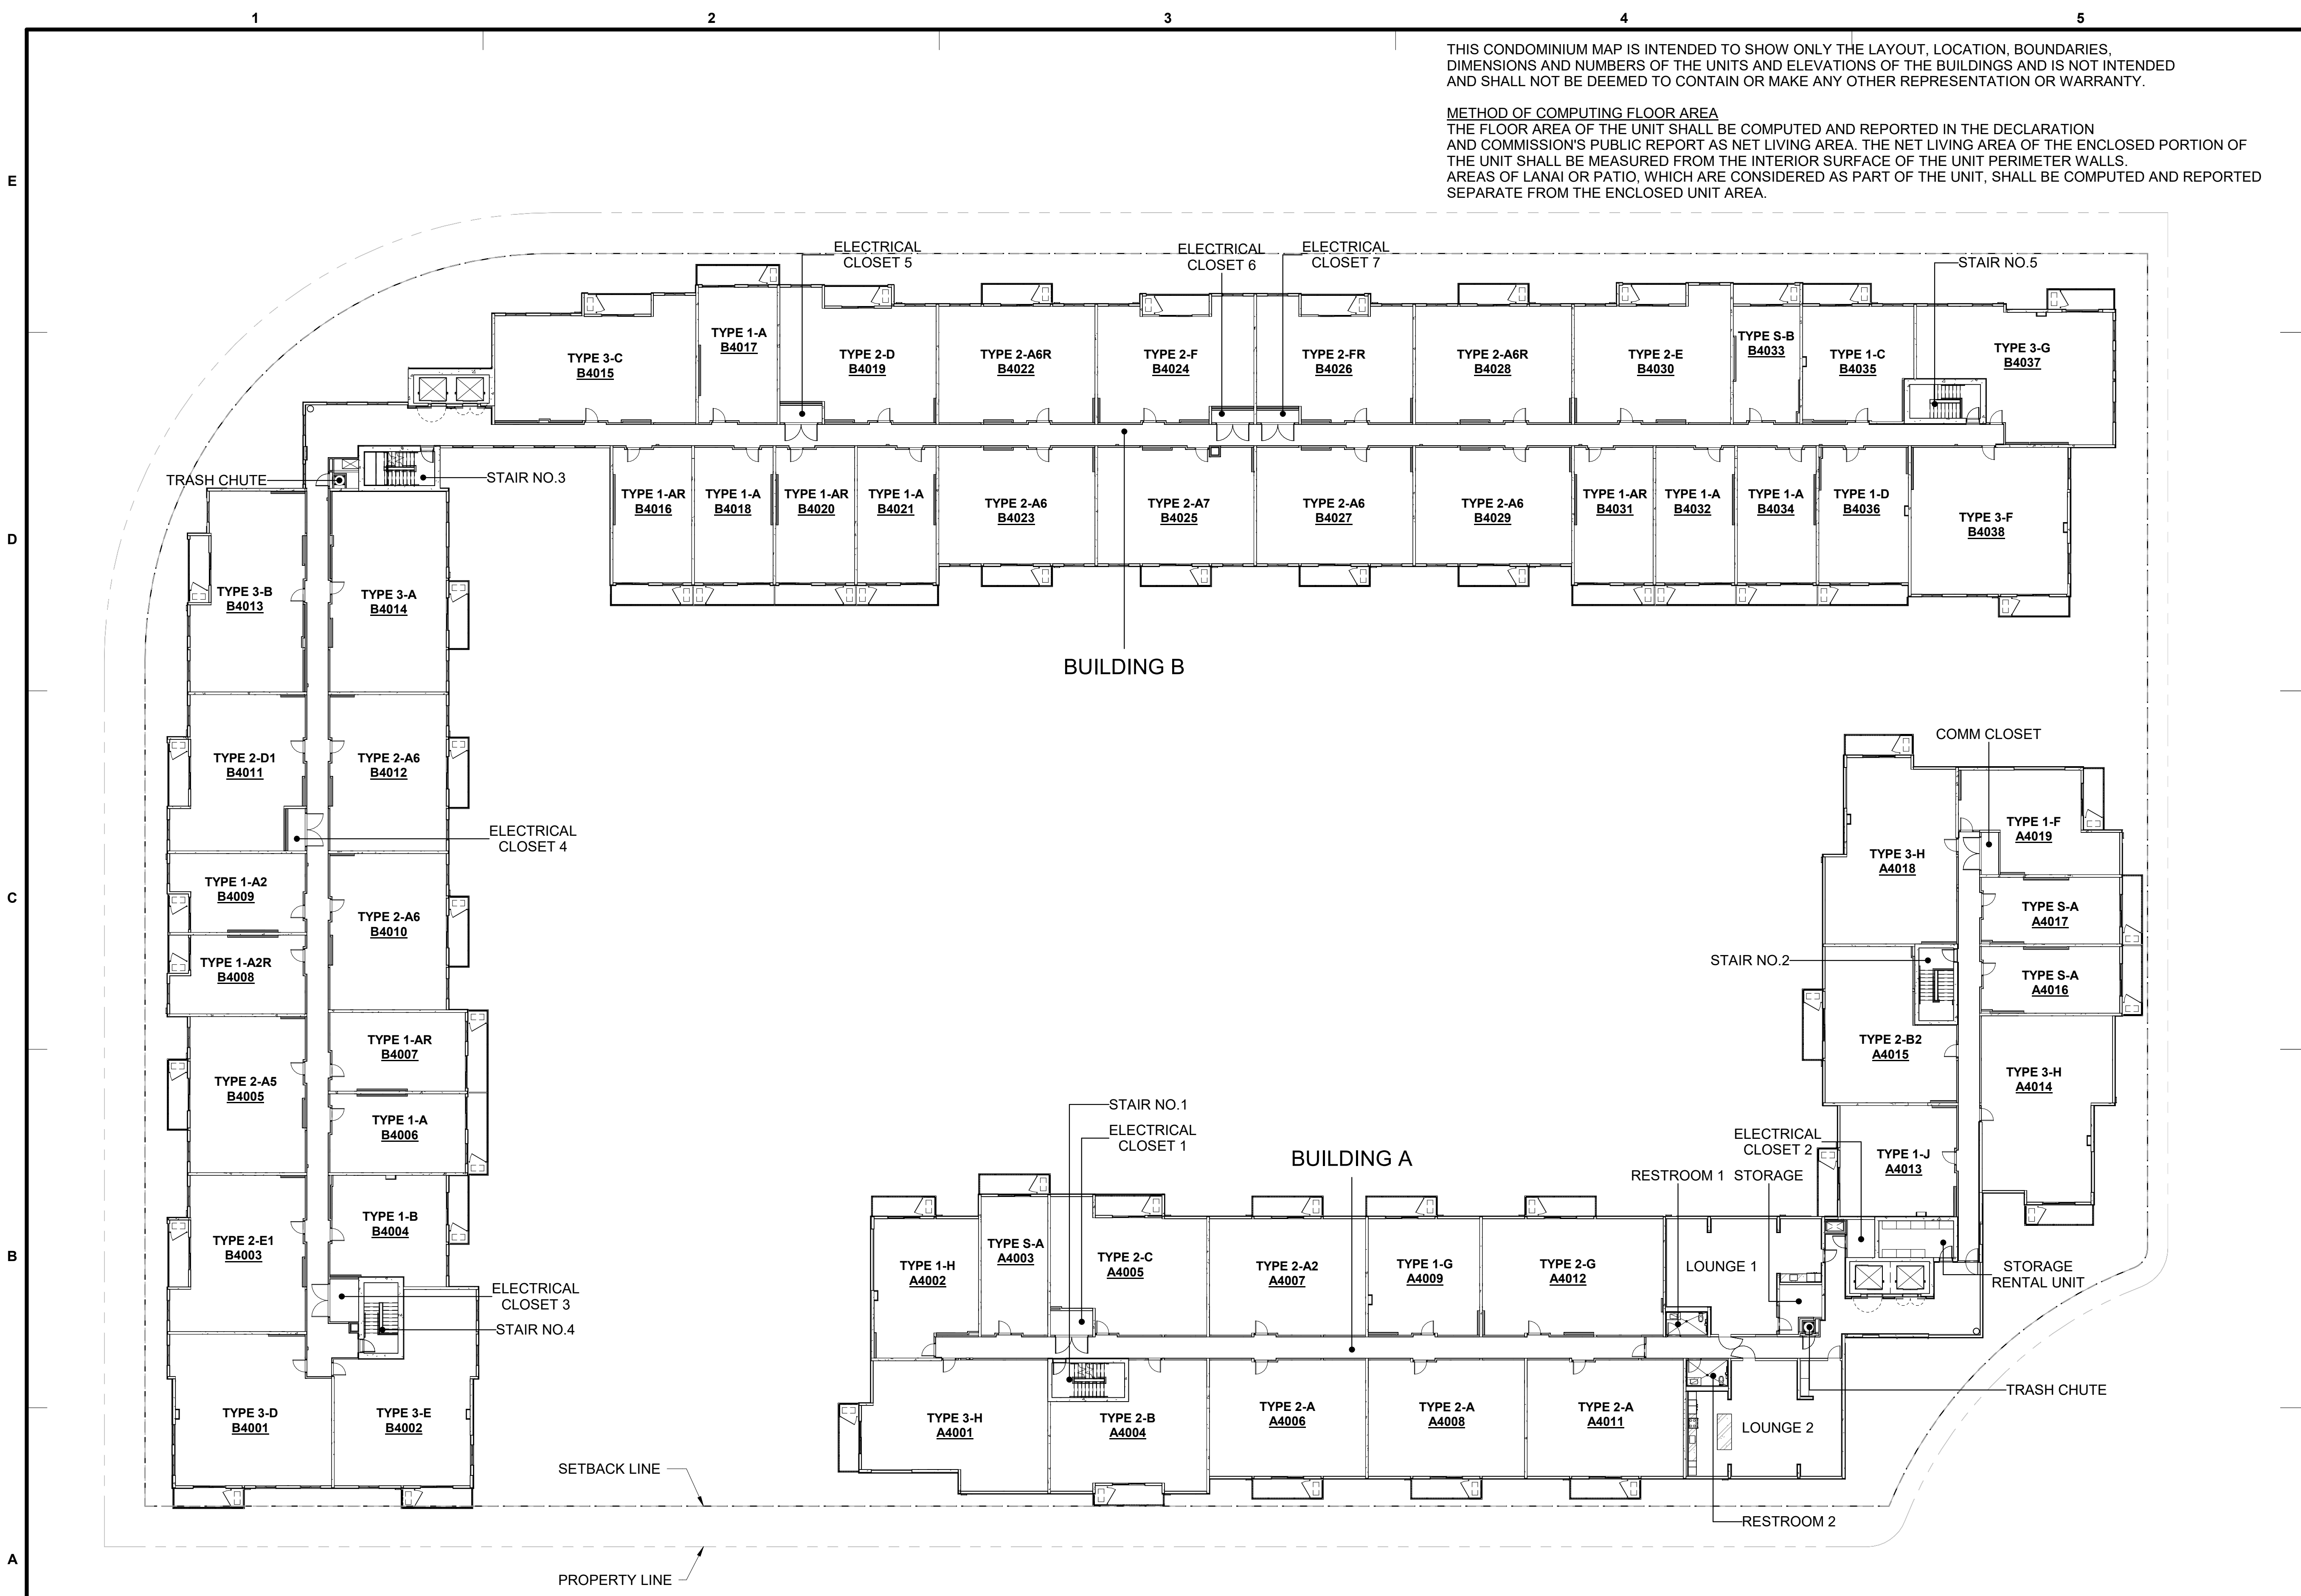 1 2 3 4 5
THIS CONDOMINIUM MAP IS INTENDED TO SHOW ONLY THE LAYOUT, LOCATION, BOUNDARIES,
DIMENSIONS AND NUMBERS OF THE UNITS AND ELEVATIONS OF THE BUILDINGS AND IS NOT INTENDED
AND SHALL NOT BE DEEMED TO CONTAIN OR MAKE ANY OTHER REPRESENTATION OR WARRANTY.
METHOD OF COMPUTING FLOOR AREA
THE FLOOR AREA OF THE UNIT SHALL BE COMPUTED AND REPORTED IN THE DECLARATION
AND COMMISSION'S PUBLIC REPORT AS NET LIVING AREA. THE NET LIVING AREA OF THE ENCLOSED PORTION OF
THE UNIT SHALL BE MEASURED FROM THE INTERIOR SURFACE OF THE UNIT PERIMETER WALLS.
AREAS OF LANAI OR PATIO, WHICH ARE CONSIDERED AS PART OF THE UNIT, SHALL BE COMPUTED AND REPORTED
SEPARATE FROM THE ENCLOSED UNIT AREA.
E
D
C
B
A
ELECTRICAL
CLOSET 5
ELECTRICAL
CLOSET 6
ELECTRICAL
CLOSET 7
STAIR NO.5
TYPE 3-C
B4015
TYPE 1-A
B4017
TYPE 2-D
B4019
TYPE 2-A6R
B4022
TYPE 2-F
B4024
TYPE 2-FR
B4026
TYPE 2-A6R
B4028
TYPE 2-E
B4030
TYPE S-B
B4033
TYPE 1-C
B4035
TYPE 3-G
B4037
TRASH CHUTE
STAIR NO.3
TYPE 1-AR
B4016
TYPE 1-A
B4018
TYPE 1-AR
B4020
TYPE 1-A
B4021
TYPE 2-A6
B4023
TYPE 2-A7
B4025
TYPE 2-A6
B4027
TYPE 2-A6
B4029
TYPE 1-AR
B4031
TYPE 1-A
B4032
TYPE 1-A
B4034
TYPE 1-D
B4036
TYPE 3-F
B4038
BUILDING B
TYPE 3-B
B4013
TYPE 3-A
B4014
TYPE 2-D1
B4011
TYPE 2-A6
B4012
ELECTRICAL
CLOSET 4
TYPE 1-A2
B4009
TYPE 2-A6
B4010
TYPE 1-A2R
B4008
TYPE 1-AR
B4007
TYPE 2-A5
B4005
TYPE 1-A
B4006
TYPE 1-B
B4004
TYPE 2-E1
B4003
ELECTRICAL
CLOSET 3
STAIR NO.4
TYPE 3-D
B4001
TYPE 3-E
B4002
COMM CLOSET
TYPE 1-F
A4019
TYPE 3-H
A4018
TYPE S-A
A4017
STAIR NO.2
TYPE S-A
A4016
TYPE 2-B2
A4015
TYPE 3-H
A4014
ELECTRICAL
CLOSET 2
TYPE 1-J
A4013
STAIR NO.1
ELECTRICAL
CLOSET 1
BUILDING A
RESTROOM 1
STORAGE
TYPE 1-H
A4002
TYPE S-A
A4003
TYPE 2-C
A4005
TYPE 2-A2
A4007
TYPE 1-G
A4009
TYPE 2-G
A4012
LOUNGE 1
STORAGE
RENTAL UNIT
TYPE 3-H
A4001
TYPE 2-B
A4004
TYPE 2-A
A4006
TYPE 2-A
A4008
TYPE 2-A
A4011
LOUNGE 2
TRASH CHUTE
RESTROOM 2
SETBACK LINE
PROPERTY LINE